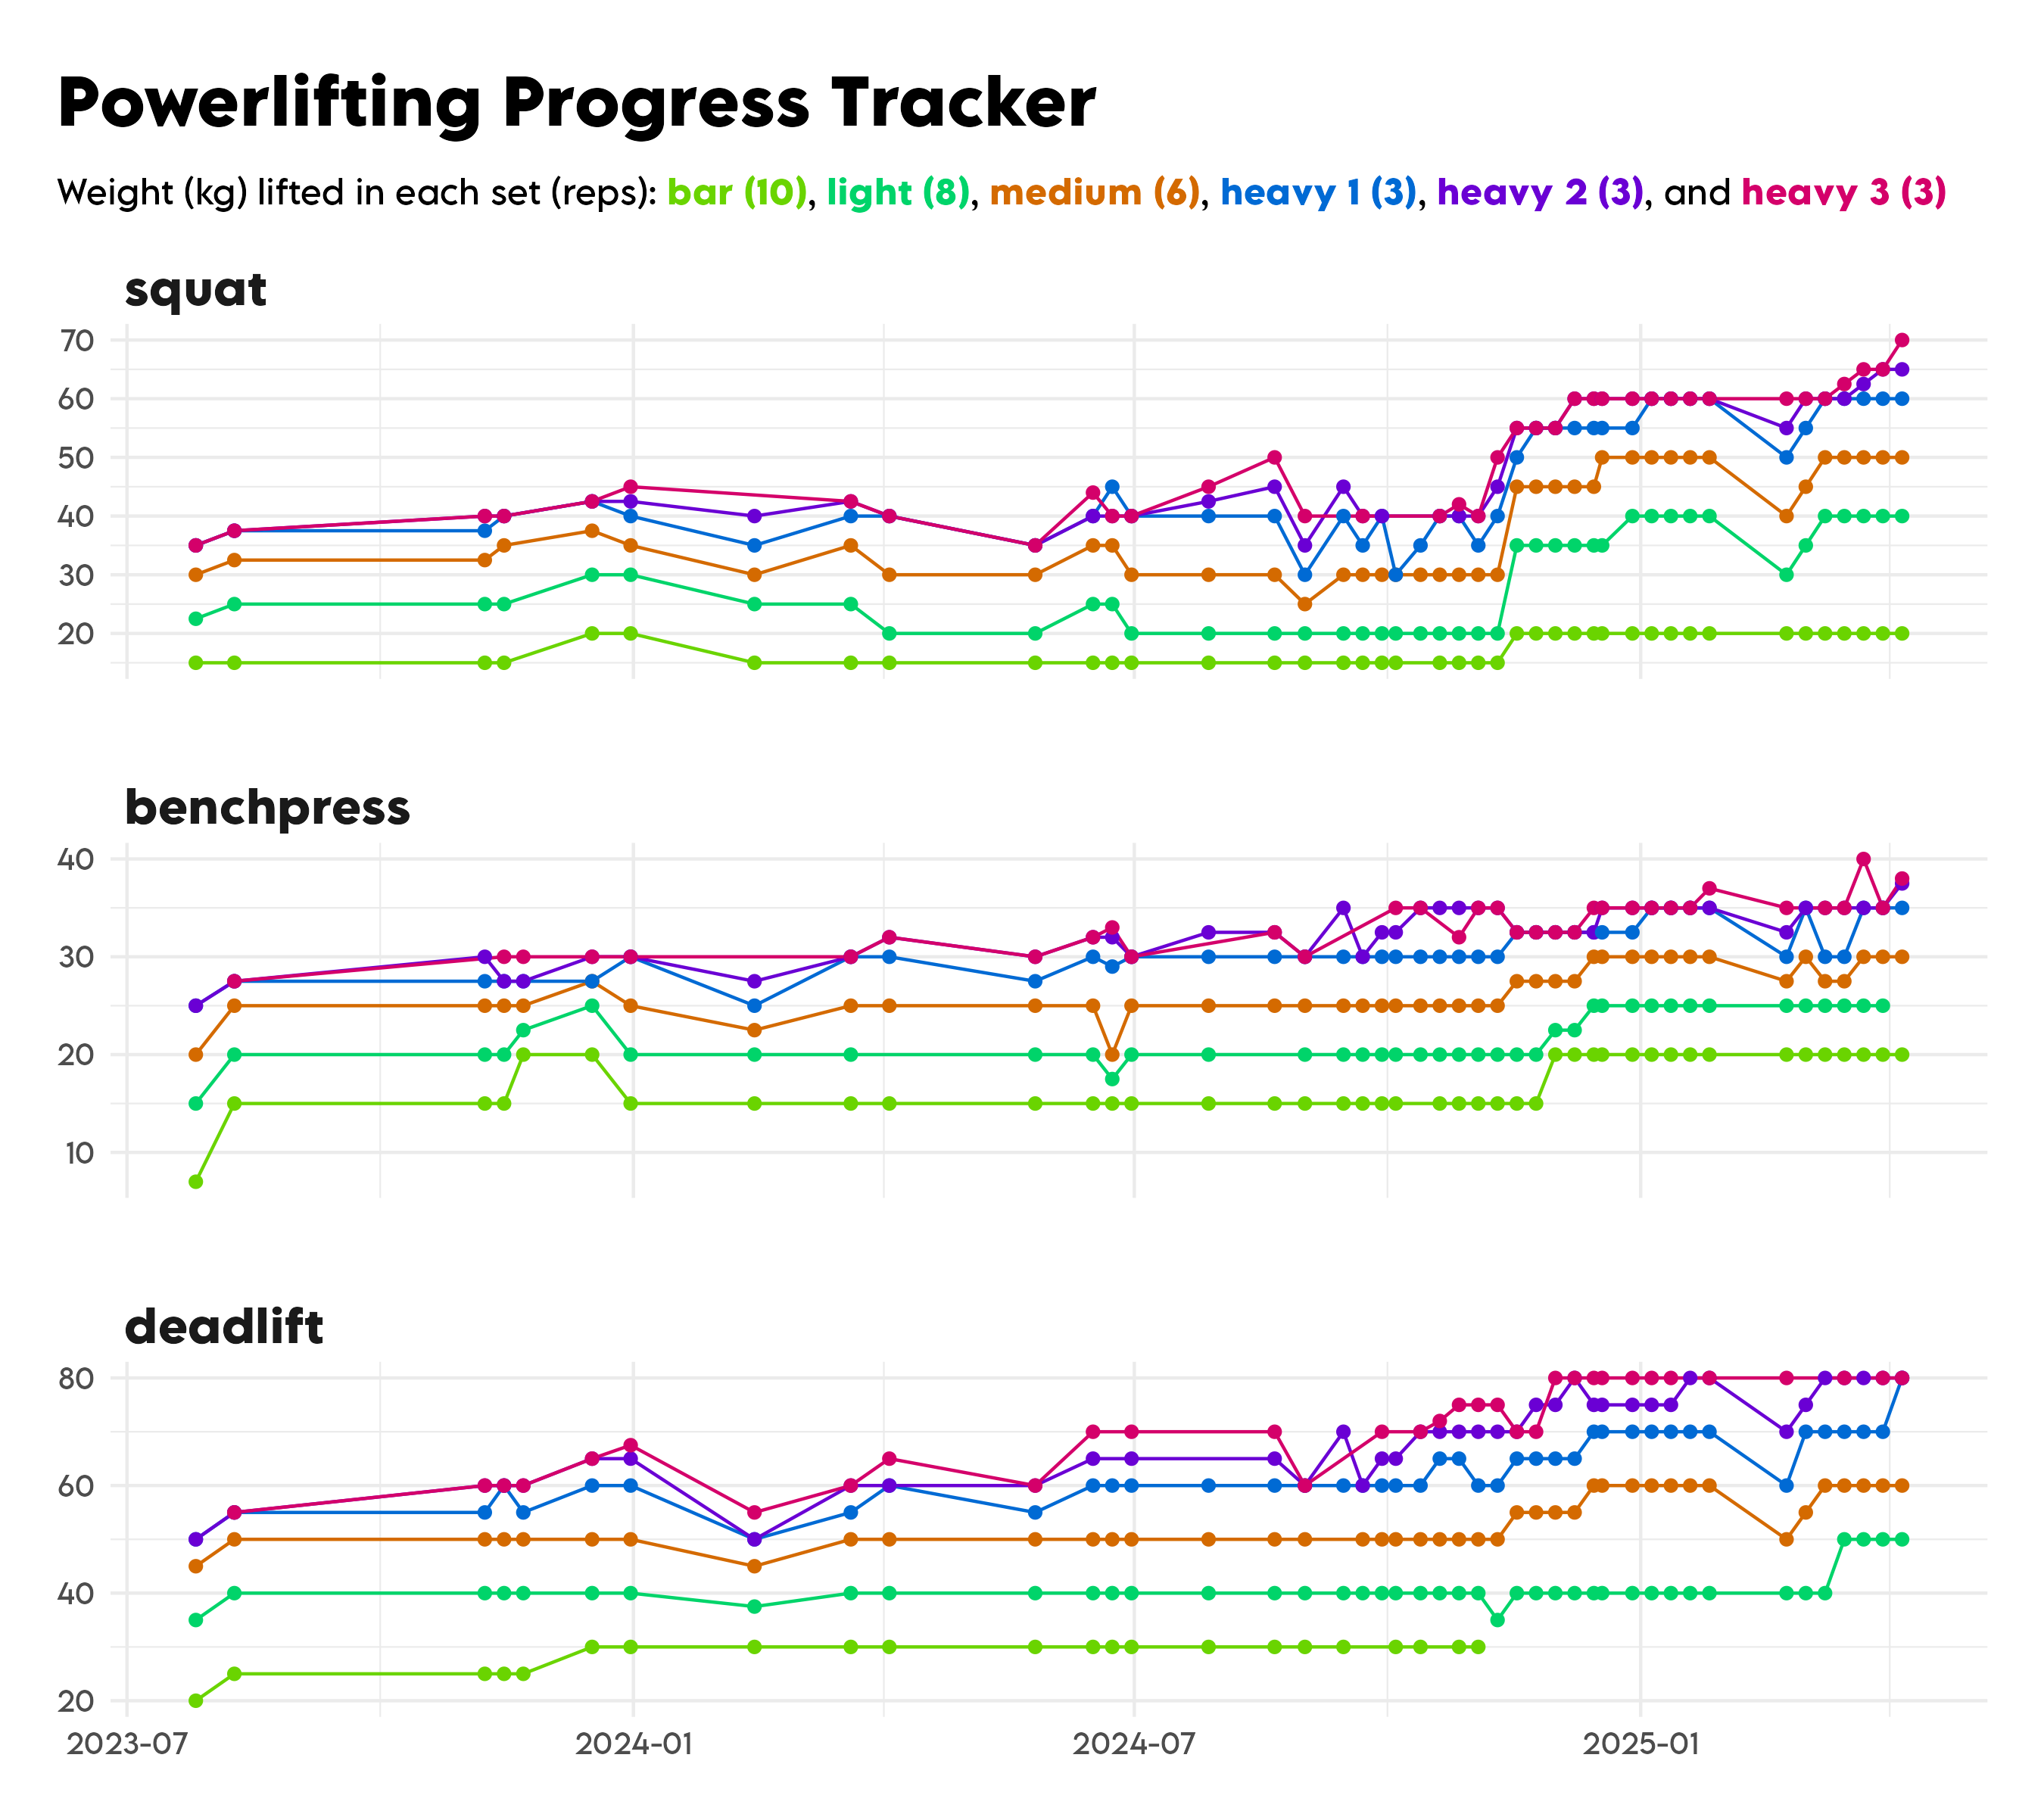 Powerlifting Progress Tracker
Weight (kg) lifted in each set (reps): bar (10), light (8), medium (6), heavy 1 (3), heavy 2 (3), and heavy 3 (3)
squat
70
60
50
40
30
20
benchpress
40
30
20
10
deadlift
80
60
40
20
2023-07 2024-01 2024-07 2025-01